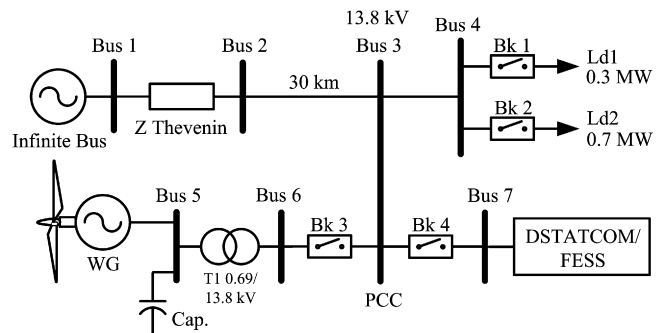 13.8 kV
Bus 1
Bus 2
Bus 3
Bus 4
Bk 1
Ld1
0.3 MW
30 km
Infinite Bus
Z Thevenin
Bk 2
Ld2
0.7 MW
Bus 5
Bus 6
Bus 7
Bk 3
Bk 4
WG
T1 0.69/
13.8 kV
DSTATCOM/
FESS
PCC
Cap.